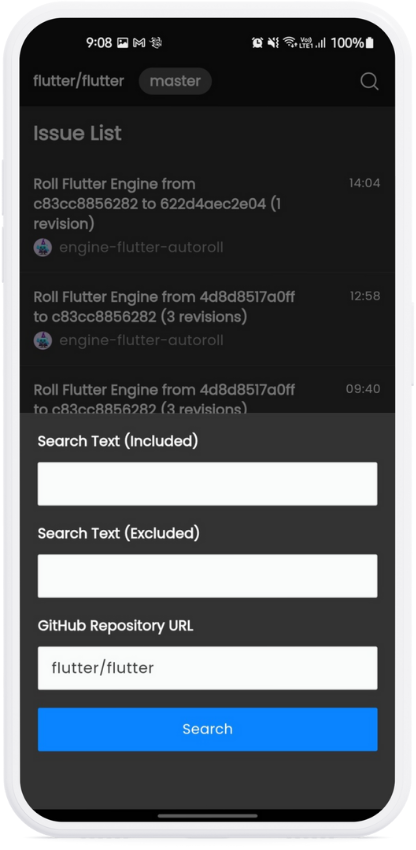 9:08 LTE1 100%
flutter/flutter master
Issue List
Roll Flutter Engine from 14:04
c83cc8856282 to 622d4aec2e04 (1
revision)
engine-flutter-autoroll
Roll Flutter Engine from 4d8d8517a0ff 12:58
to c83cc8856282 (3 revisions)
engine-flutter-autoroll
Roll Flutter Engine from 4d8d8517a0ff 09:40
to c83cc8856282 (3 revisions)
Search Text (Included)
Search Text (Excluded)
GitHub Repository URL
flutter/flutter
Search